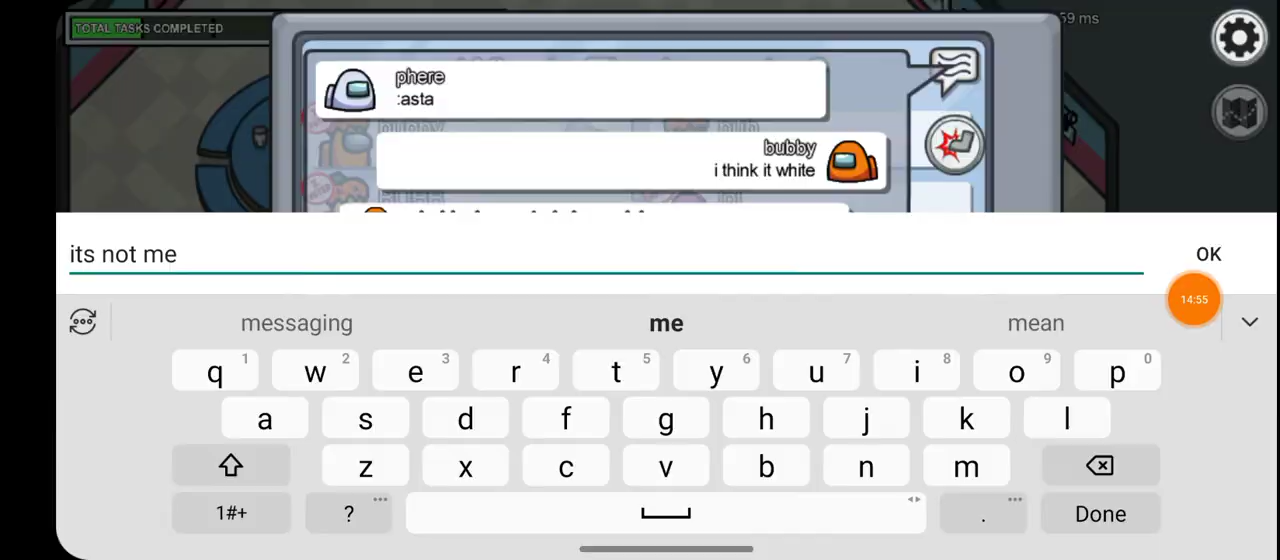 TOTAL TASKS COMPLETED
59 ms
phere
:asta
bubby
i think it white
its not me
OK
14:55
messaging me mean
q 1 w 2 e 3 r 4 t 5 y 6 u 7 i 8 o 9 p 0
a s d f g h j k l
z x c v b n m
1#+ ? . Done